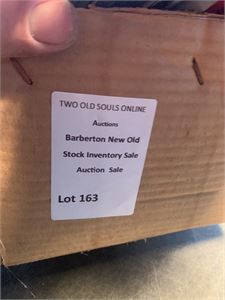 TWO OLD SOULS ONLINE
Auctions
Barberton New Old
Stock Inventory Sale
Auction Sale
Lot 163